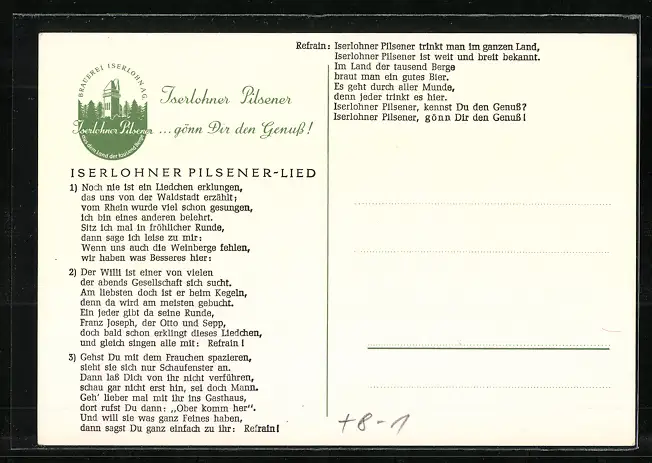 BRAUEREI ISERLOHN AG.
Iserlohner Pilsener
aus dem Land der tausend Berge
Iserlohner Pilsener
...gönn Dir den Genuß!
ISERLOHNER PILSENER-LIED
1) Noch nie ist ein Liedchen erklungen,
das uns von der Waldstadt erzählt;
vom Rhein wurde viel schon gesungen,
ich bin eines anderen belehrt.
Sitz ich mal in fröhlicher Runde,
dann sage ich leise zu mir:
Wenn uns auch die Weinberge fehlen,
wir haben was Besseres hier:
2) Der Willi ist einer von vielen
der abends Gesellschaft sich sucht.
Am liebsten doch ist er beim Kegeln,
denn da wird am meisten gebucht.
Ein jeder gibt da seine Runde,
Franz Joseph, der Otto und Sepp,
doch bald schon erklingt dieses Liedchen,
und gleich singen alle mit: Refrain!
3) Gehst Du mit dem Frauchen spazieren,
sieht sie sich nur Schaufenster an.
Dann laß Dich von ihr nicht verführen,
schau gar nicht erst hin, sei doch Mann.
Geh' lieber mal mit ihr ins Gasthaus,
dort rufst Du dann: „Ober komm her“.
Und will sie was ganz Feines haben,
dann sagst Du ganz einfach zu ihr: Refrain!
Refrain: Iserlohner Pilsener trinkt man im ganzen Land,
Iserlohner Pilsener ist weit und breit bekannt.
Im Land der tausend Berge
braut man ein gutes Bier.
Es geht durch aller Munde,
denn jeder trinkt es hier.
Iserlohner Pilsener, kennst Du den Genuß?
Iserlohner Pilsener, gönn Dir den Genuß!
+8-1